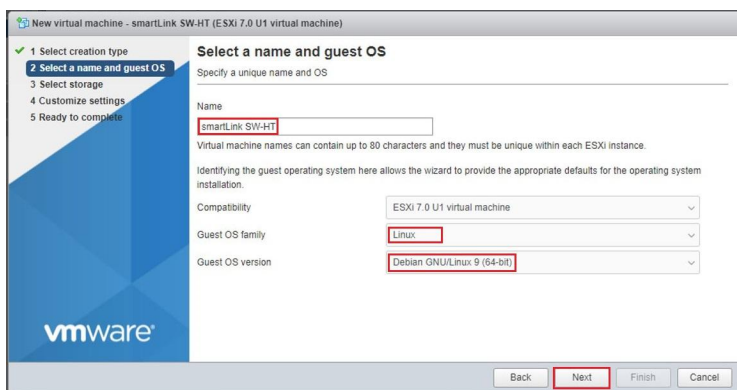 New virtual machine - smartLink SW-HT (ESXi 7.0 U1 virtual machine)
1 Select creation type
2 Select a name and guest OS
3 Select storage
4 Customize settings
5 Ready to complete
Select a name and guest OS
Specify a unique name and OS
Name
smartLink SW-HT
Virtual machine names can contain up to 80 characters and they must be unique within each ESXi instance.
Identifying the guest operating system here allows the wizard to provide the appropriate defaults for the operating system
installation.
Compatibility
ESXi 7.0 U1 virtual machine
Guest OS family
Linux
Guest OS version
Debian GNU/Linux 9 (64-bit)
vmware
Back
Next
Finish
Cancel